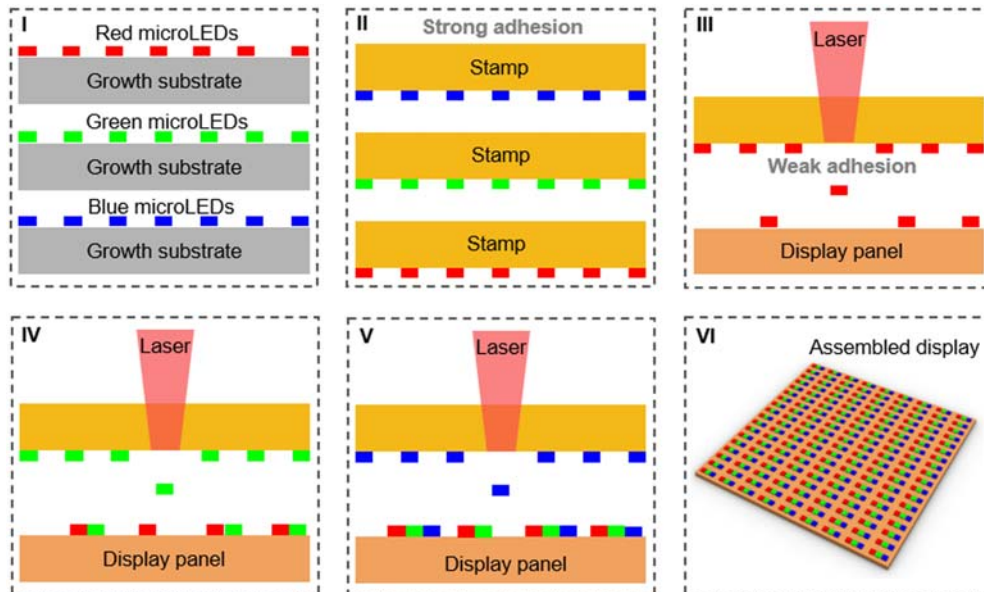 I
Red microLEDs
Growth substrate
Green microLEDs
Growth substrate
Blue microLEDs
Growth substrate
II
Strong adhesion
Stamp
Stamp
Stamp
III
Laser
Weak adhesion
Display panel
IV
Laser
Display panel
V
Laser
Display panel
VI
Assembled display